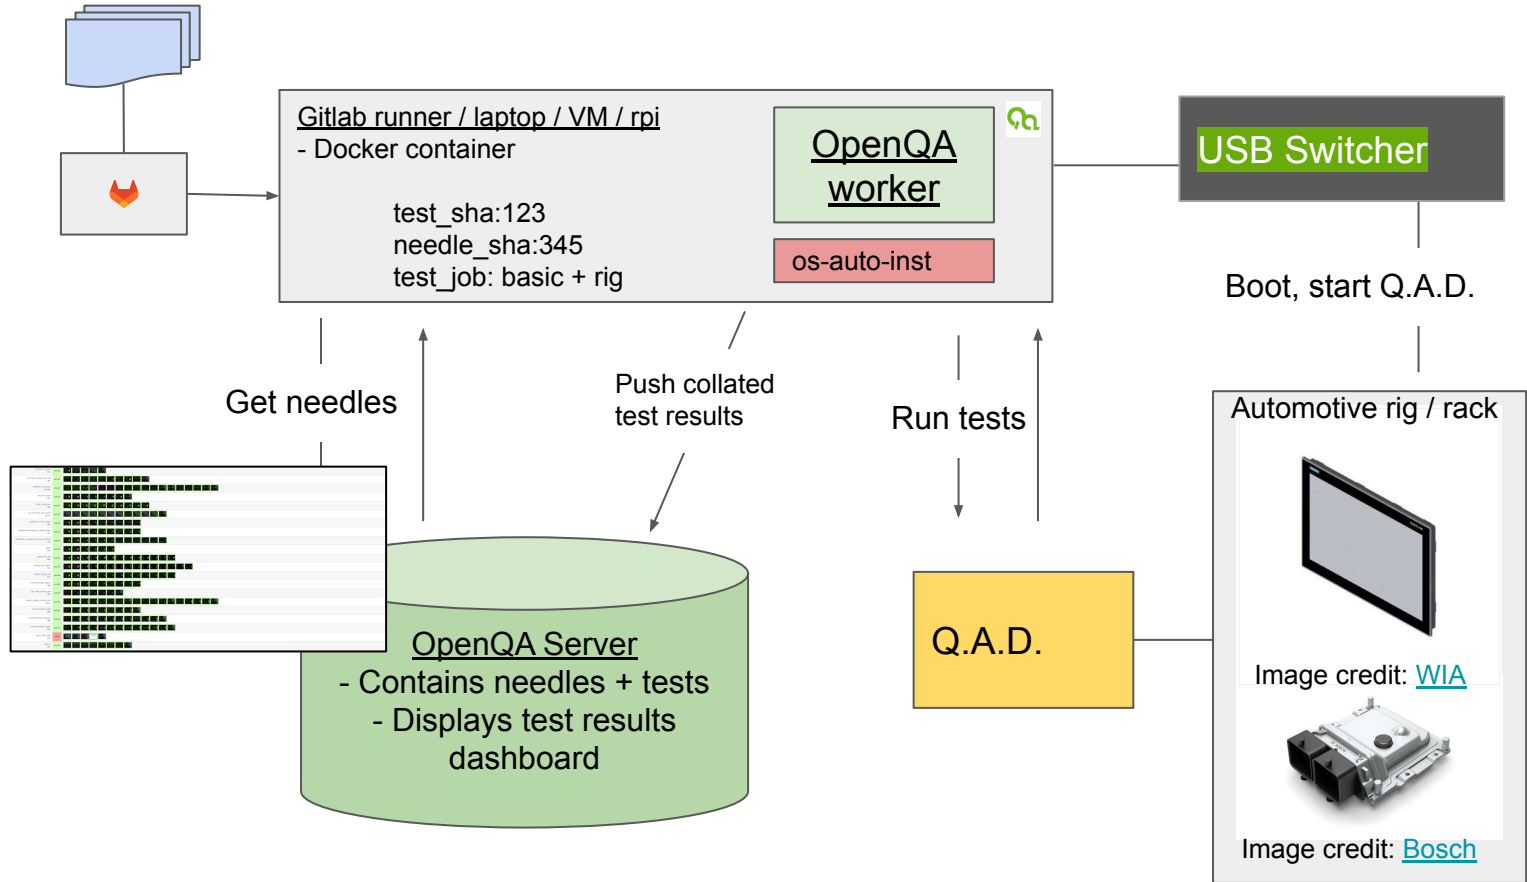 Gitlab runner / laptop / VM / rpi
- Docker container
test_sha:123
needle_sha:345
test_job: basic + rig
OpenQA
worker
os-auto-inst
USB Switcher
Boot, start Q.A.D.
Get needles
Push collated
test results
Run tests
Automotive rig / rack
OpenQA Server
- Contains needles + tests
- Displays test results
dashboard
Q.A.D.
Image credit: WIA
Image credit: Bosch